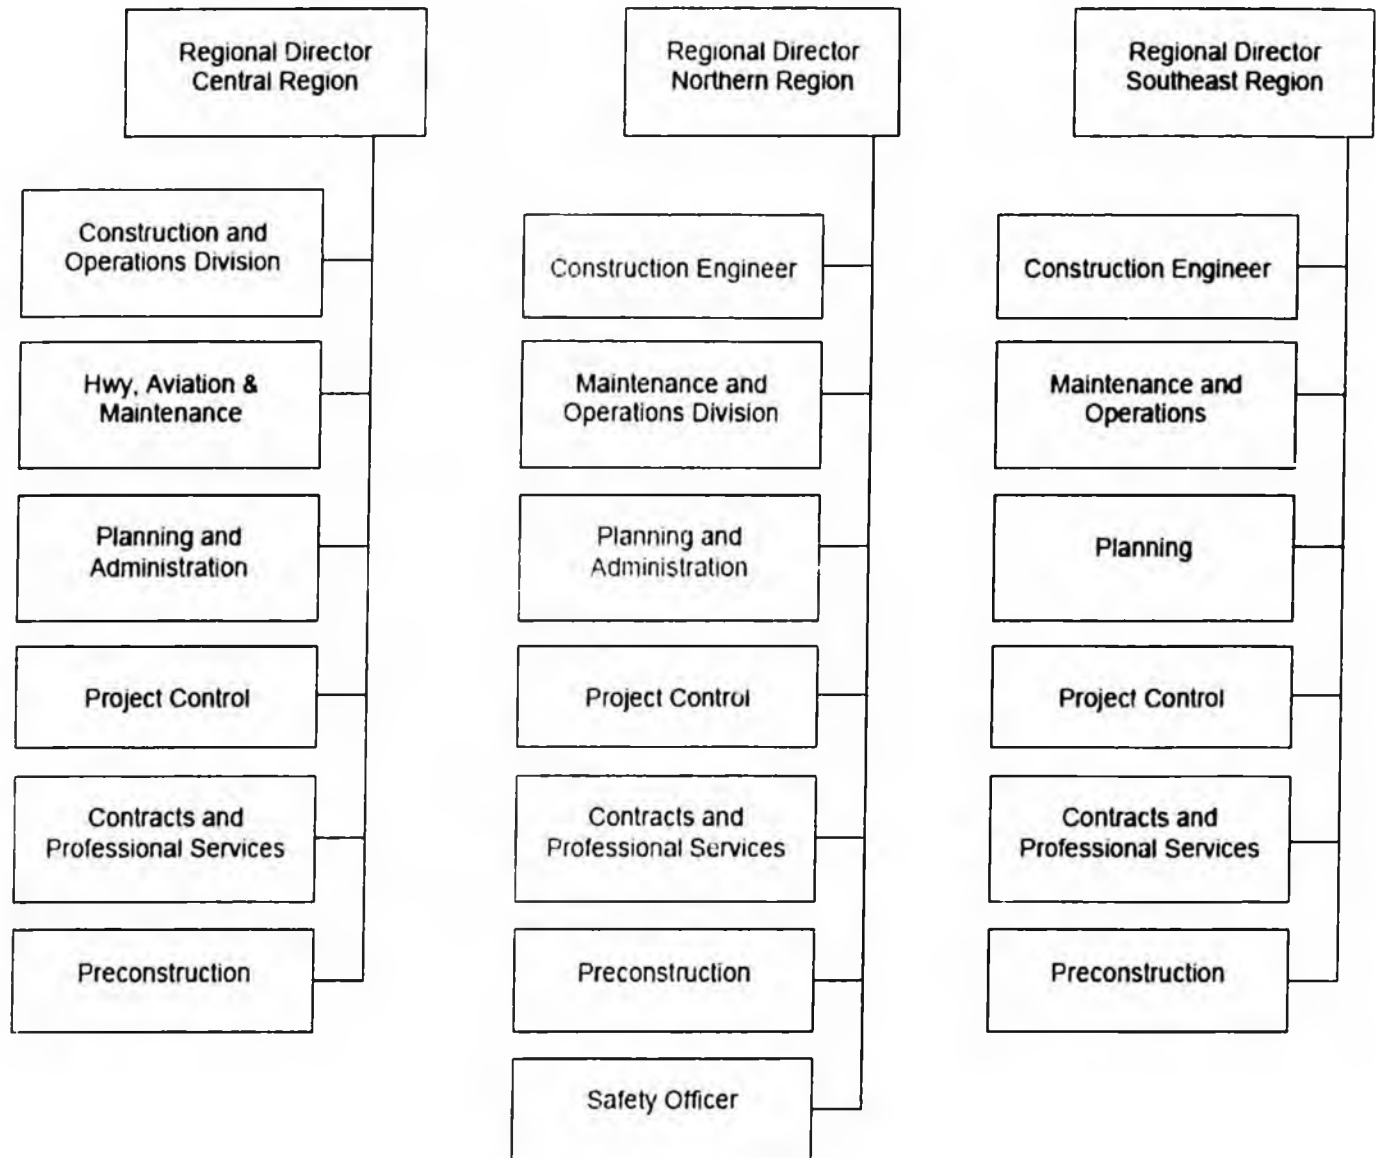 Regional Director
Central Region
Construction and
Operations Division
Hwy, Aviation &
Maintenance
Planning and
Administration
Project Control
Contracts and
Professional Services
Preconstruction
Regional Director
Northern Region
Construction Engineer
Maintenance and
Operations Division
Planning and
Administration
Project Control
Contracts and
Professional Services
Preconstruction
Safety Officer
Regional Director
Southeast Region
Construction Engineer
Maintenance and
Operations
Planning
Project Control
Contracts and
Professional Services
Preconstruction